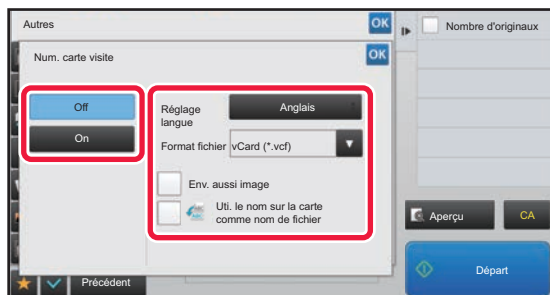 Autres
OK
Nombre d'originaux
Num. carte visite
OK
Off
On
Réglage
langue
Anglais
Format fichier
vCard (*.vcf)
Env. aussi image
Uti. le nom sur la carte
comme nom de fichier
Aperçu
CA
Précédent
Départ